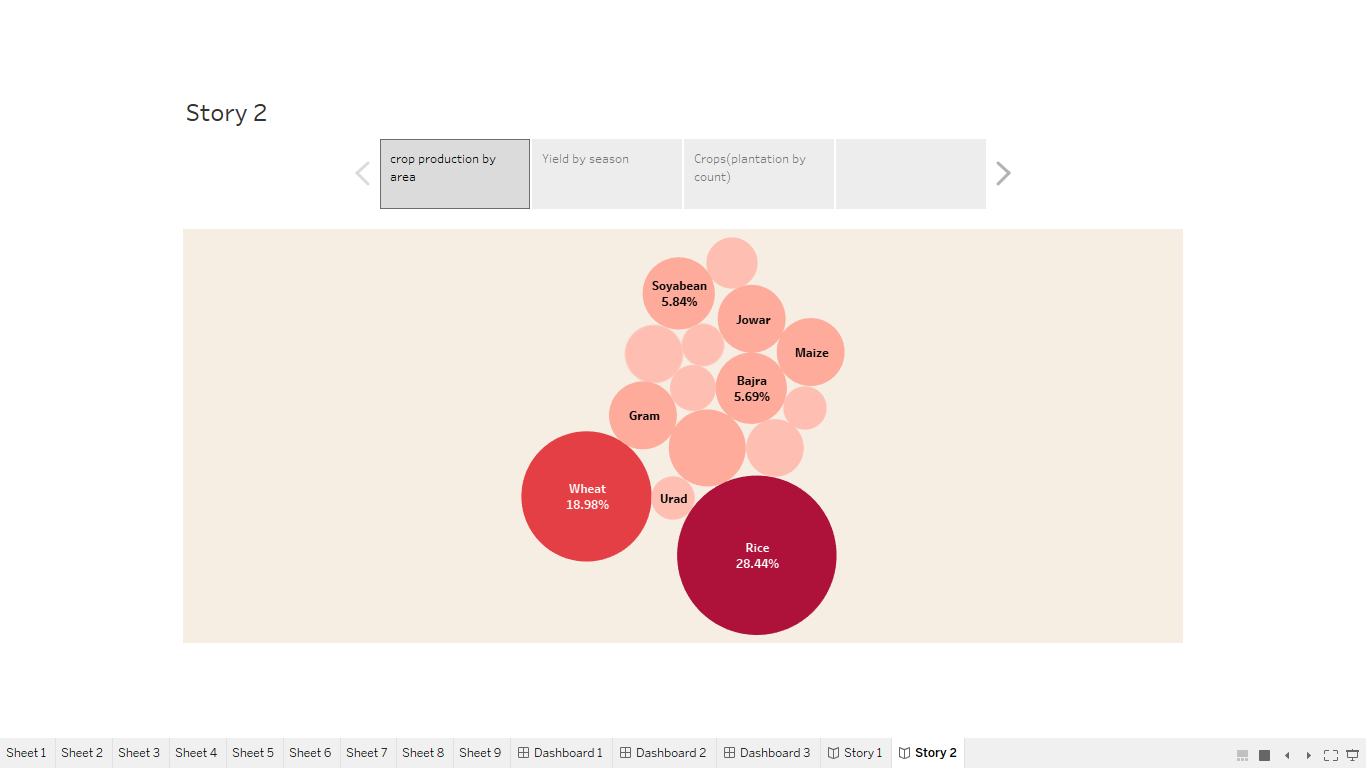 Story 2
crop production by
area
Yield by season
Crops(plantation by
count)
Soyabean
5.84%
Jowar
Maize
Bajra
5.69%
Gram
Wheat
18.98%
Urad
Rice
28.44%
Sheet 1 Sheet 2 Sheet 3 Sheet 4 Sheet 5 Sheet 6 Sheet 7 Sheet 8 Sheet 9 Dashboard 1 Dashboard 2 Dashboard 3 Story 1 Story 2